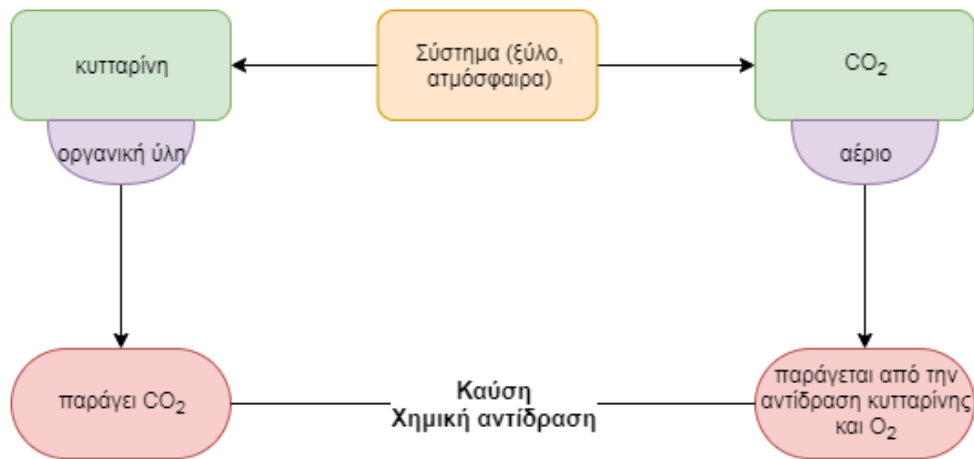 κυτταρίνη
Σύστημα (ξύλο,
ατμόσφαιρα)
CO₂
οργανική ύλη
αέριο
παράγει CO₂
Καύση
Χημική αντίδραση
παράγεται από την
αντίδραση κυτταρίνης
και O₂